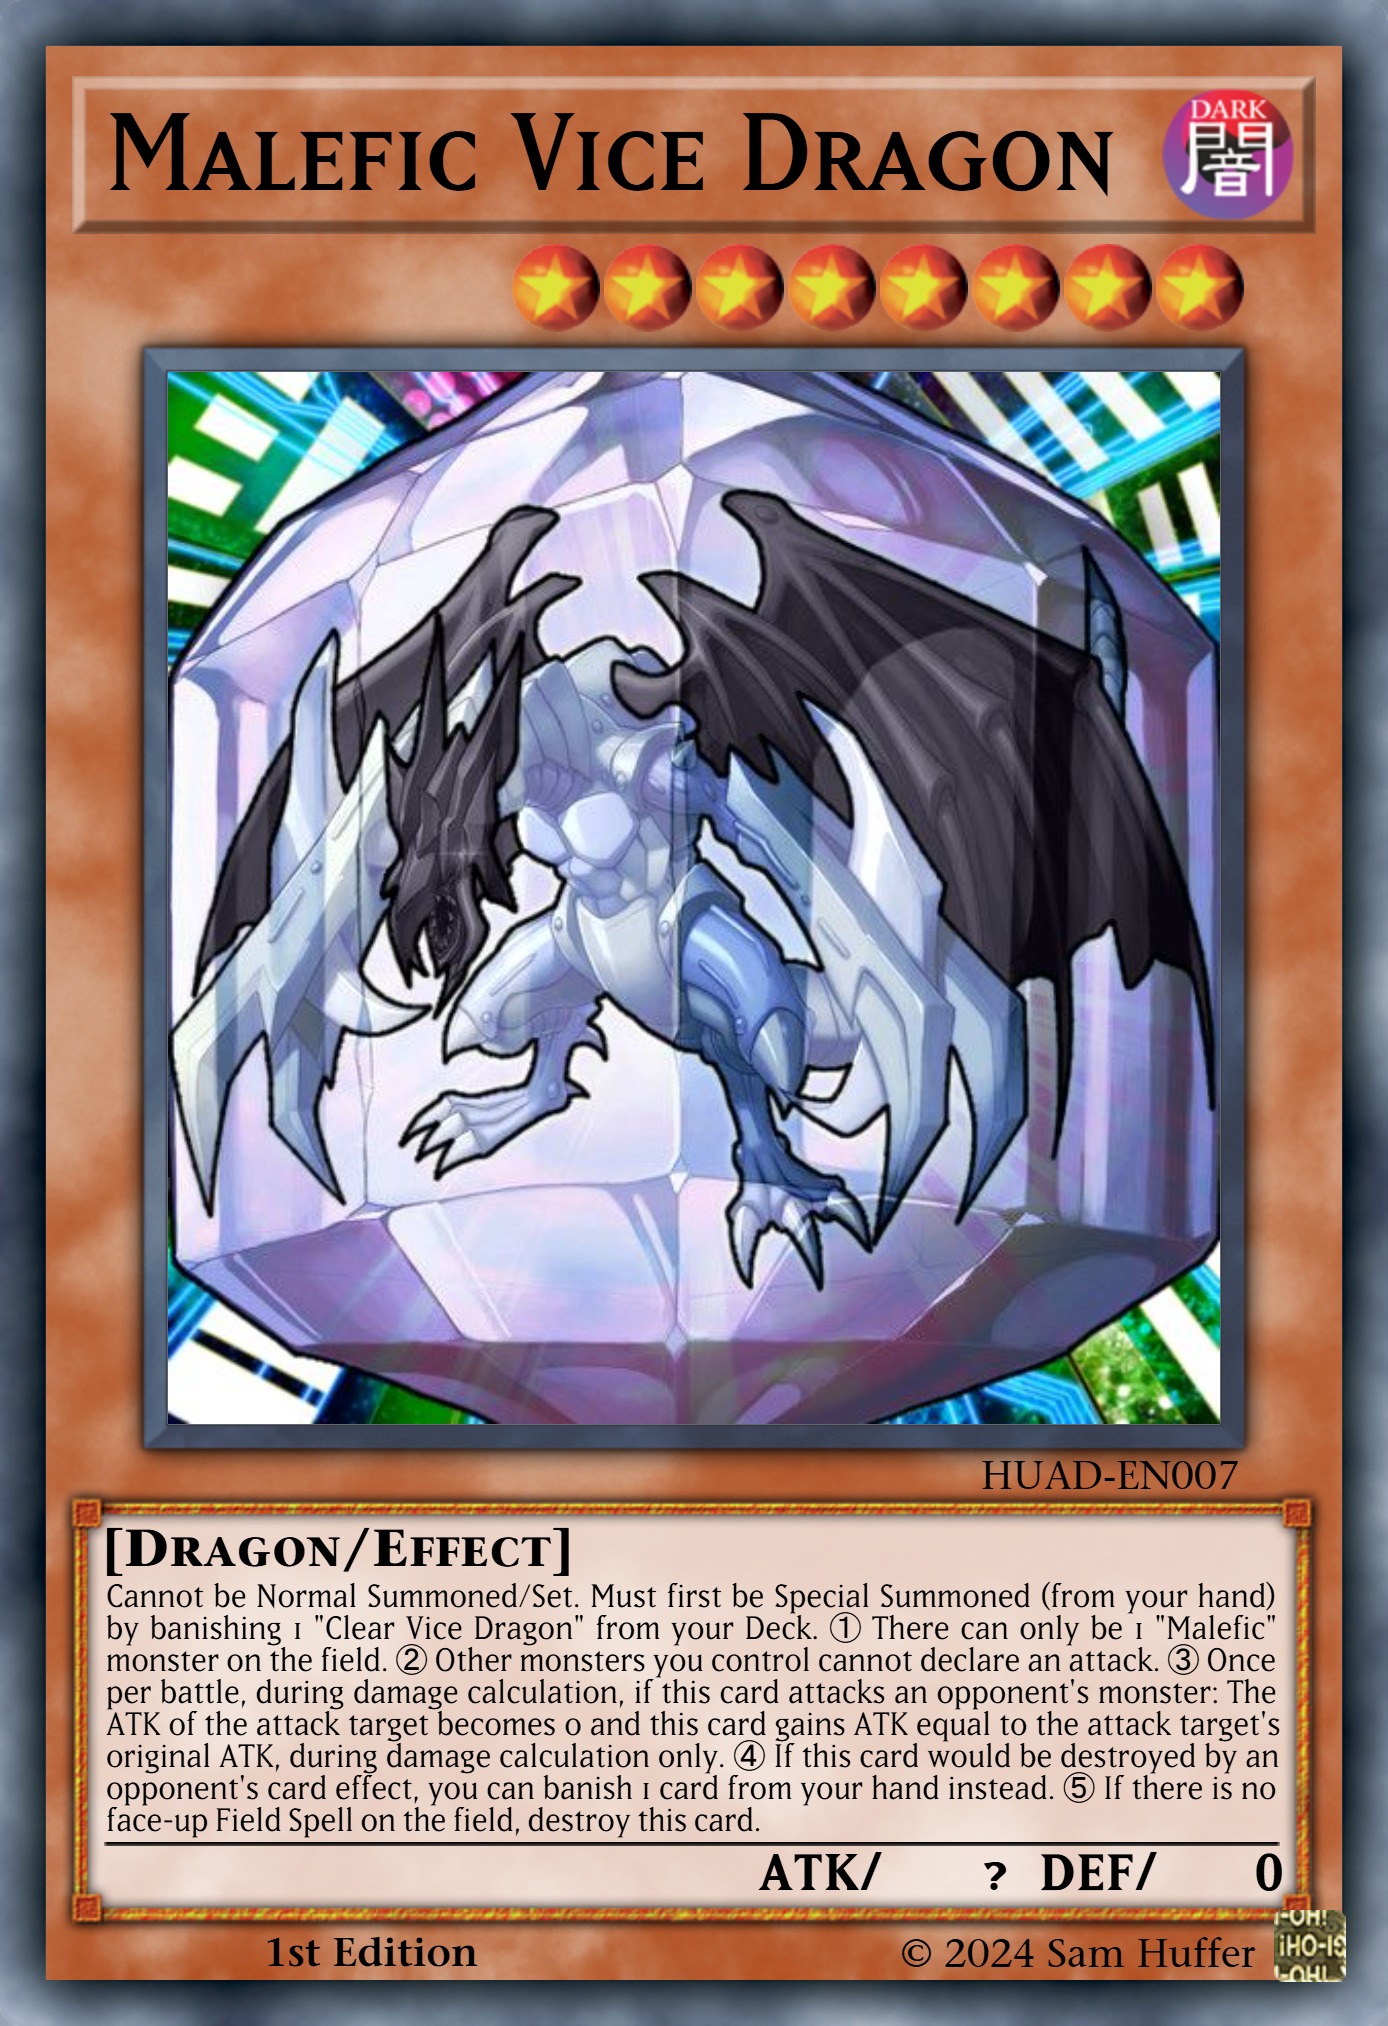 Malefic Vice Dragon
DARK
闇
HUAD-EN007
[Dragon/Effect]
Cannot be Normal Summoned/Set. Must first be Special Summoned (from your hand)
by banishing 1 "Clear Vice Dragon" from your Deck. ① There can only be 1 "Malefic"
monster on the field. ② Other monsters you control cannot declare an attack. ③ Once
per battle, during damage calculation, if this card attacks an opponent's monster: The
ATK of the attack target becomes 0 and this card gains ATK equal to the attack target's
original ATK, during damage calculation only. ④ If this card would be destroyed by an
opponent's card effect, you can banish 1 card from your hand instead. ⑤ If there is no
face-up Field Spell on the field, destroy this card.
ATK/ ? DEF/ 0
1st Edition
© 2024 Sam Huffer